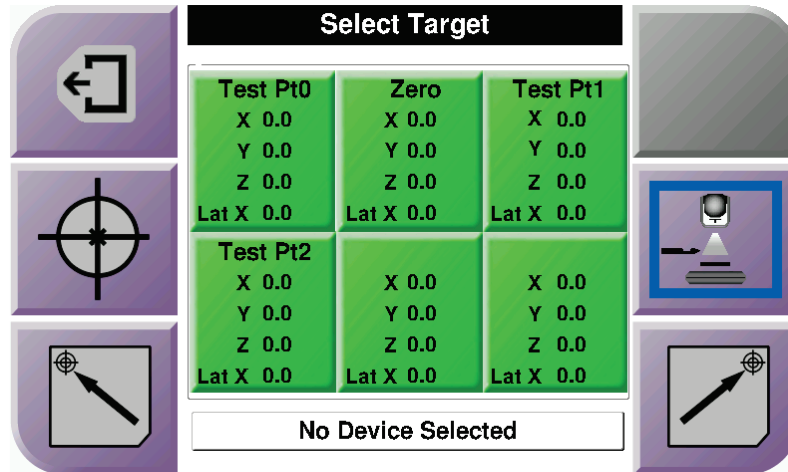 Select Target
Test Pt0 Zero Test Pt1
X 0.0 X 0.0 X 0.0
Y 0.0 Y 0.0 Y 0.0
Z 0.0 Z 0.0 Z 0.0
Lat X 0.0 Lat X 0.0 Lat X 0.0
Test Pt2
X 0.0 X 0.0 X 0.0
Y 0.0 Y 0.0 Y 0.0
Z 0.0 Z 0.0 Z 0.0
Lat X 0.0 Lat X 0.0 Lat X 0.0
No Device Selected